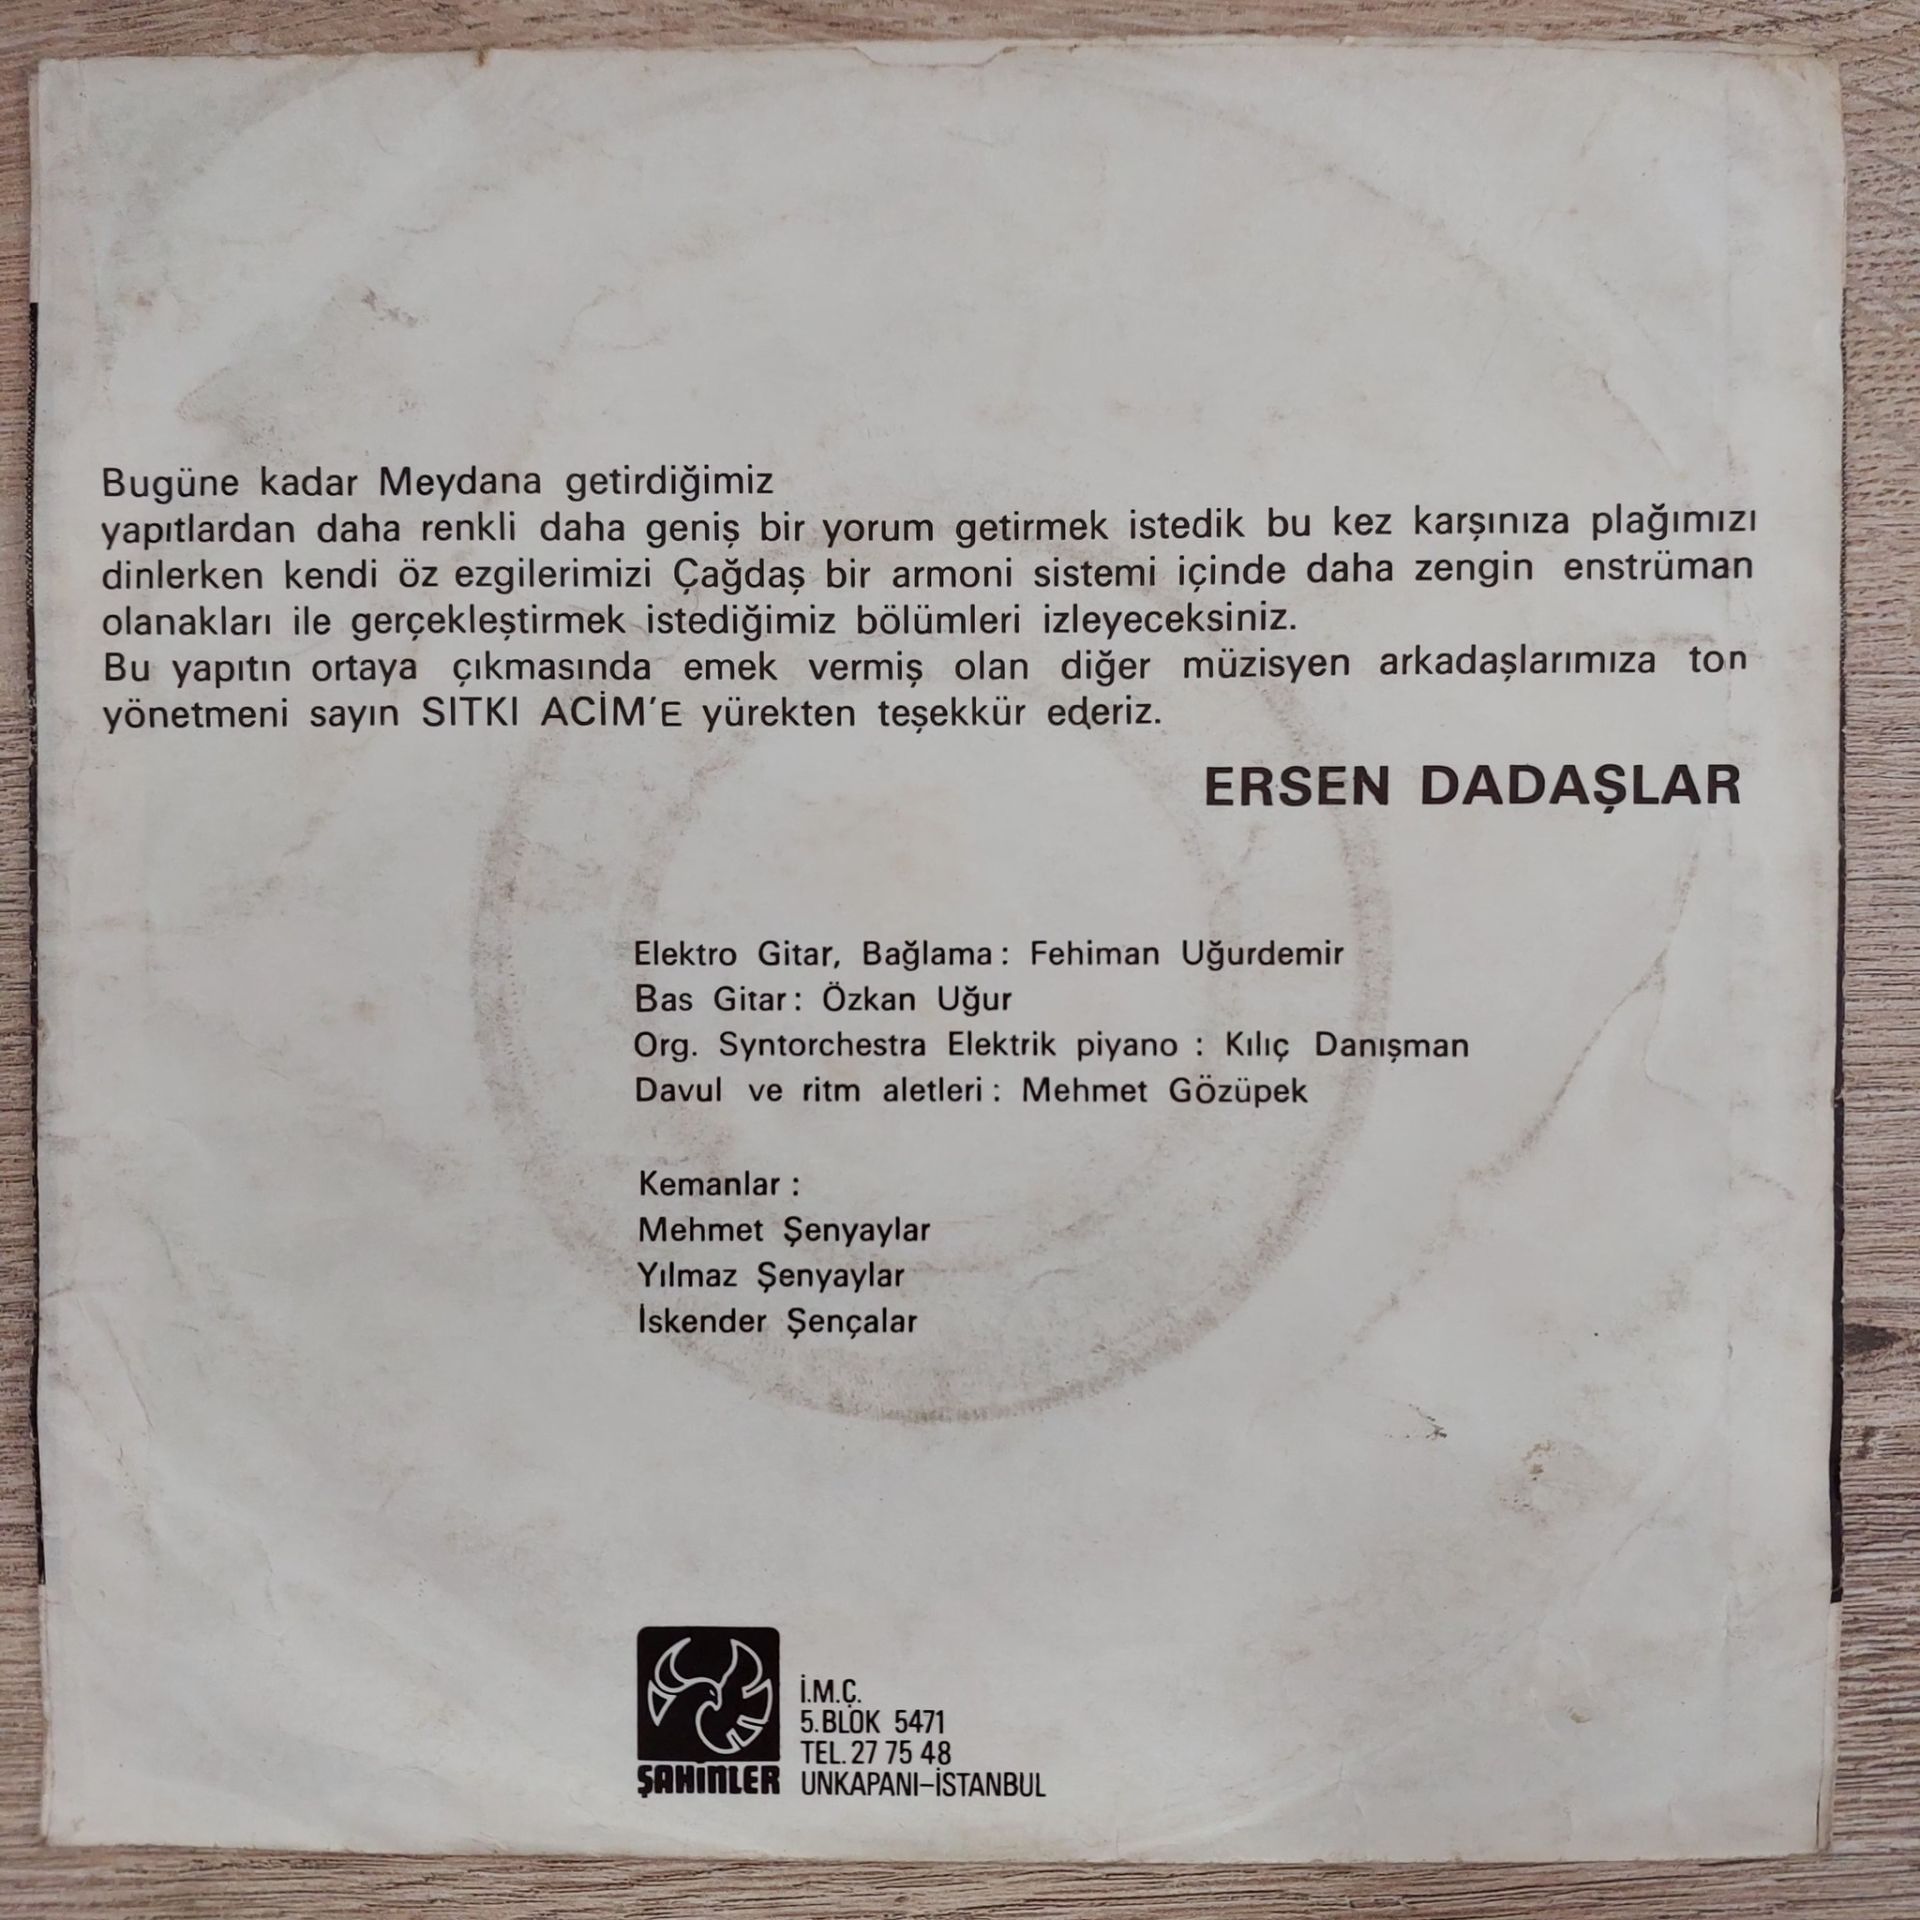 Bugüne kadar Meydana getirdiğimiz
yapıtlardan daha renkli daha geniş bir yorum getirmek istedik bu kez karşınıza plağımızı
dinlerken kendi öz ezgilerimizi Çağdaş bir armoni sistemi içinde daha zengin enstrüman
olanakları ile gerçekleştirmek istediğimiz bölümleri izleyeceksiniz.
Bu yapıtın ortaya çıkmasında emek vermiş olan diğer müzisyen arkadaşlarımıza ton
yönetmeni sayın SITKI ACİM'E yürekten teşekkür ederiz.
ERSEN DADAŞLAR
Elektro Gitar, Bağlama : Fehiman Uğurdemir
Bas Gitar : Özkan Uğur
Org. Syntorchestra Elektrik piyano : Kılıç Danışman
Davul ve ritm aletleri : Mehmet Gözüpek
Kemanlar :
Mehmet Şenyaylar
Yılmaz Şenyaylar
İskender Şençalar
İ.M.Ç.
5.BLOK 5471
TEL. 27 75 48
ŞAHİNLER UNKAPANI–İSTANBUL